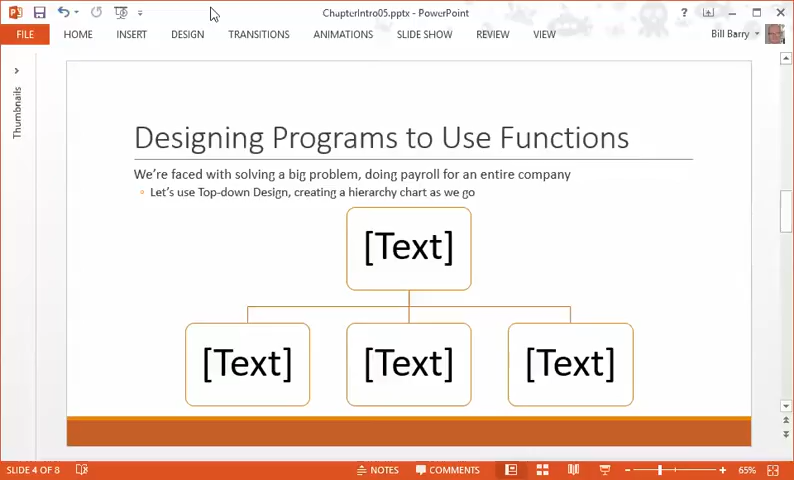 ChapterIntro05.pptx - PowerPoint
FILE HOME INSERT DESIGN TRANSITIONS ANIMATIONS SLIDE SHOW REVIEW VIEW Bill Barry
Thumbnails
Designing Programs to Use Functions
We're faced with solving a big problem, doing payroll for an entire company
Let's use Top-down Design, creating a hierarchy chart as we go
[Text]
[Text] [Text] [Text]
SLIDE 4 OF 8 NOTES COMMENTS 65%